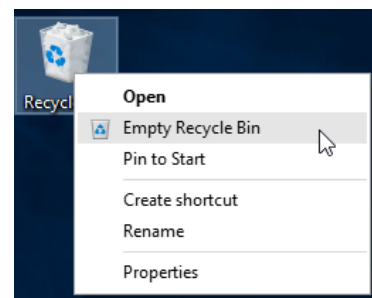 Recycl
Open
Empty Recycle Bin
Pin to Start
Create shortcut
Rename
Properties